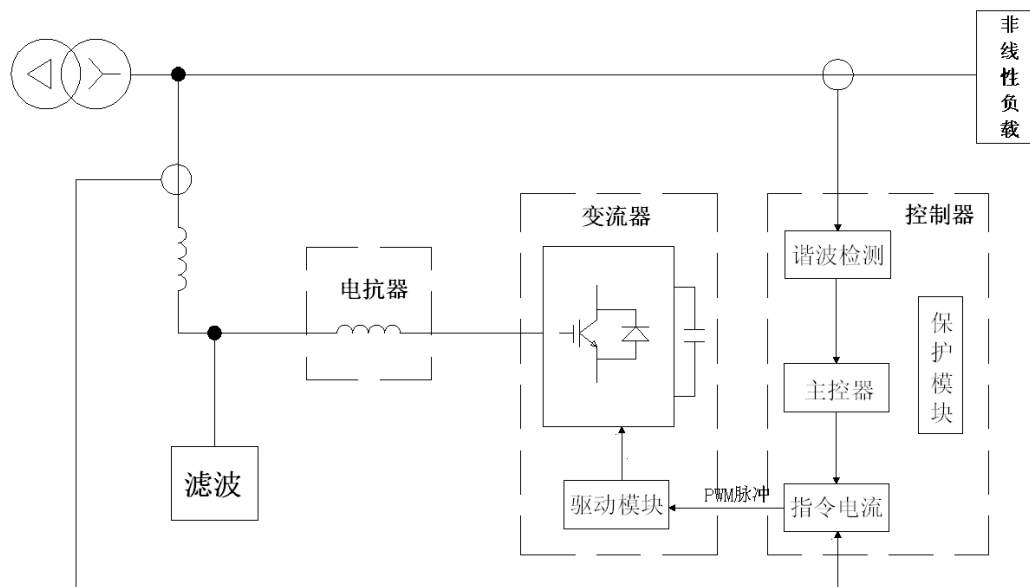 非线性负载
变流器
控制器
谐波检测
电抗器
保护模块
主控器
滤波
驱动模块
PWM脉冲
指令电流